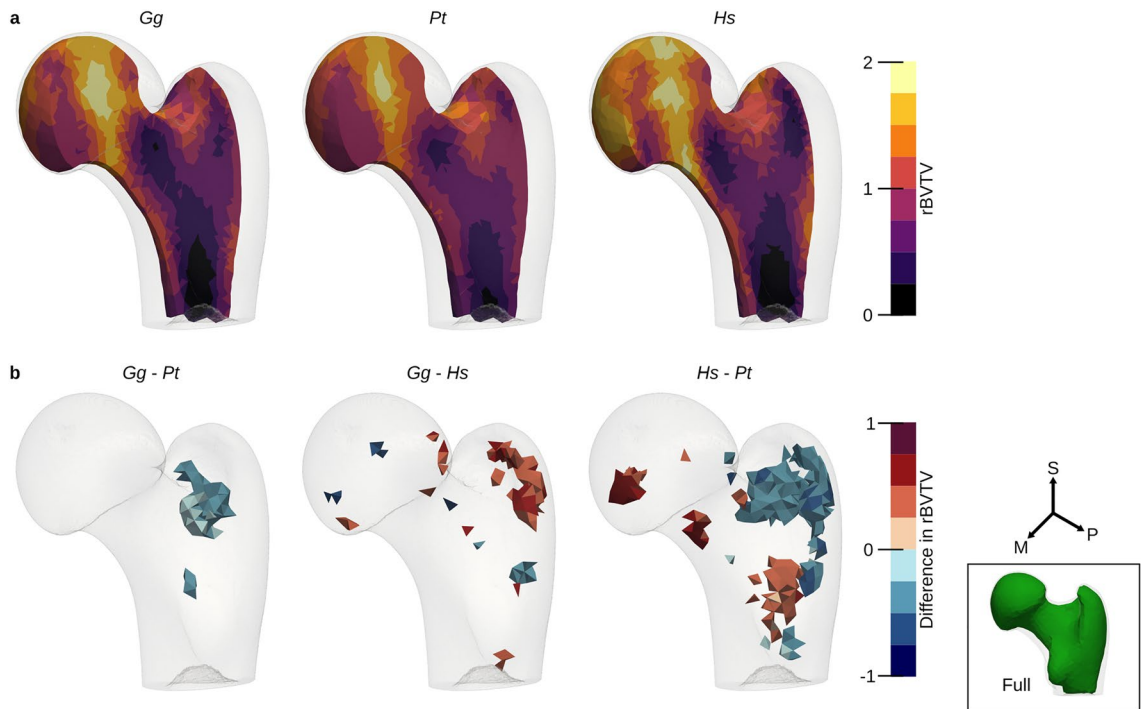 a
Gg
Pt
Hs
2
1
0
rBVTV
b
Gg - Pt
Gg - Hs
Hs - Pt
1
0
-1
Difference in rBVTV
S
M
P
Full